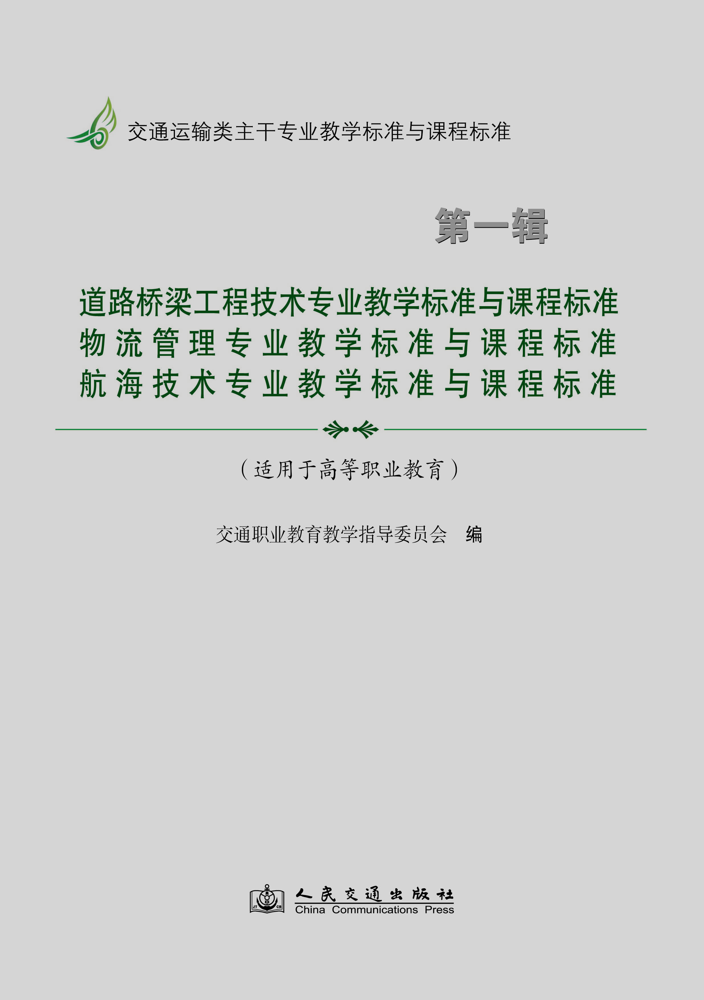 交通运输类主干专业教学标准与课程标准
第一辑
道路桥梁工程技术专业教学标准与课程标准
物流管理专业教学标准与课程标准
航海技术专业教学标准与课程标准
（适用于高等职业教育）
交通职业教育教学指导委员会 编
JT CB
人民交通出版社
China Communications Press